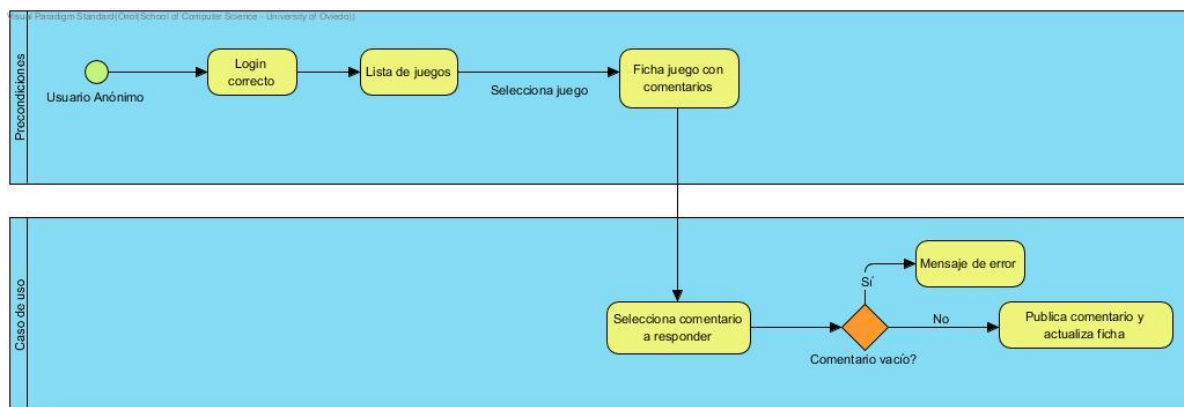 Visual Paradigm Standard(Oriol(School of Computer Science - University of Oviedo))
Precondiciones
Usuario Anónimo
Login
correcto
Lista de juegos
Selecciona juego
Ficha juego con
comentarios
Caso de uso
Selecciona comentario
a responder
Comentario vacío?
Sí
Mensaje de error
No
Publica comentario y
actualiza ficha